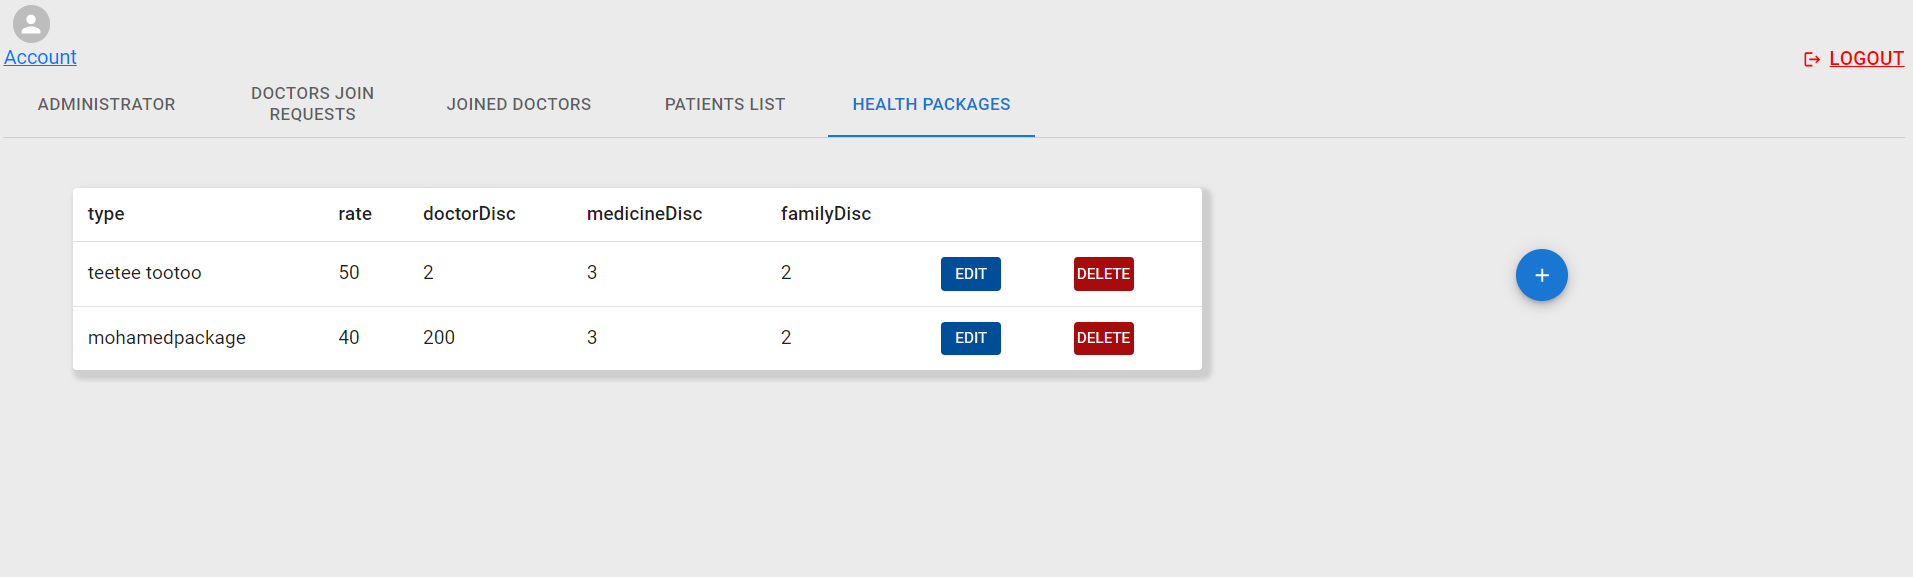 Account
LOGOUT
ADMINISTRATOR
DOCTORS JOIN
REQUESTS
JOINED DOCTORS
PATIENTS LIST
HEALTH PACKAGES
type rate doctorDisc medicineDisc familyDisc
teetee tootoo 50 2 3 2 EDIT DELETE
mohamedpackage 40 200 3 2 EDIT DELETE